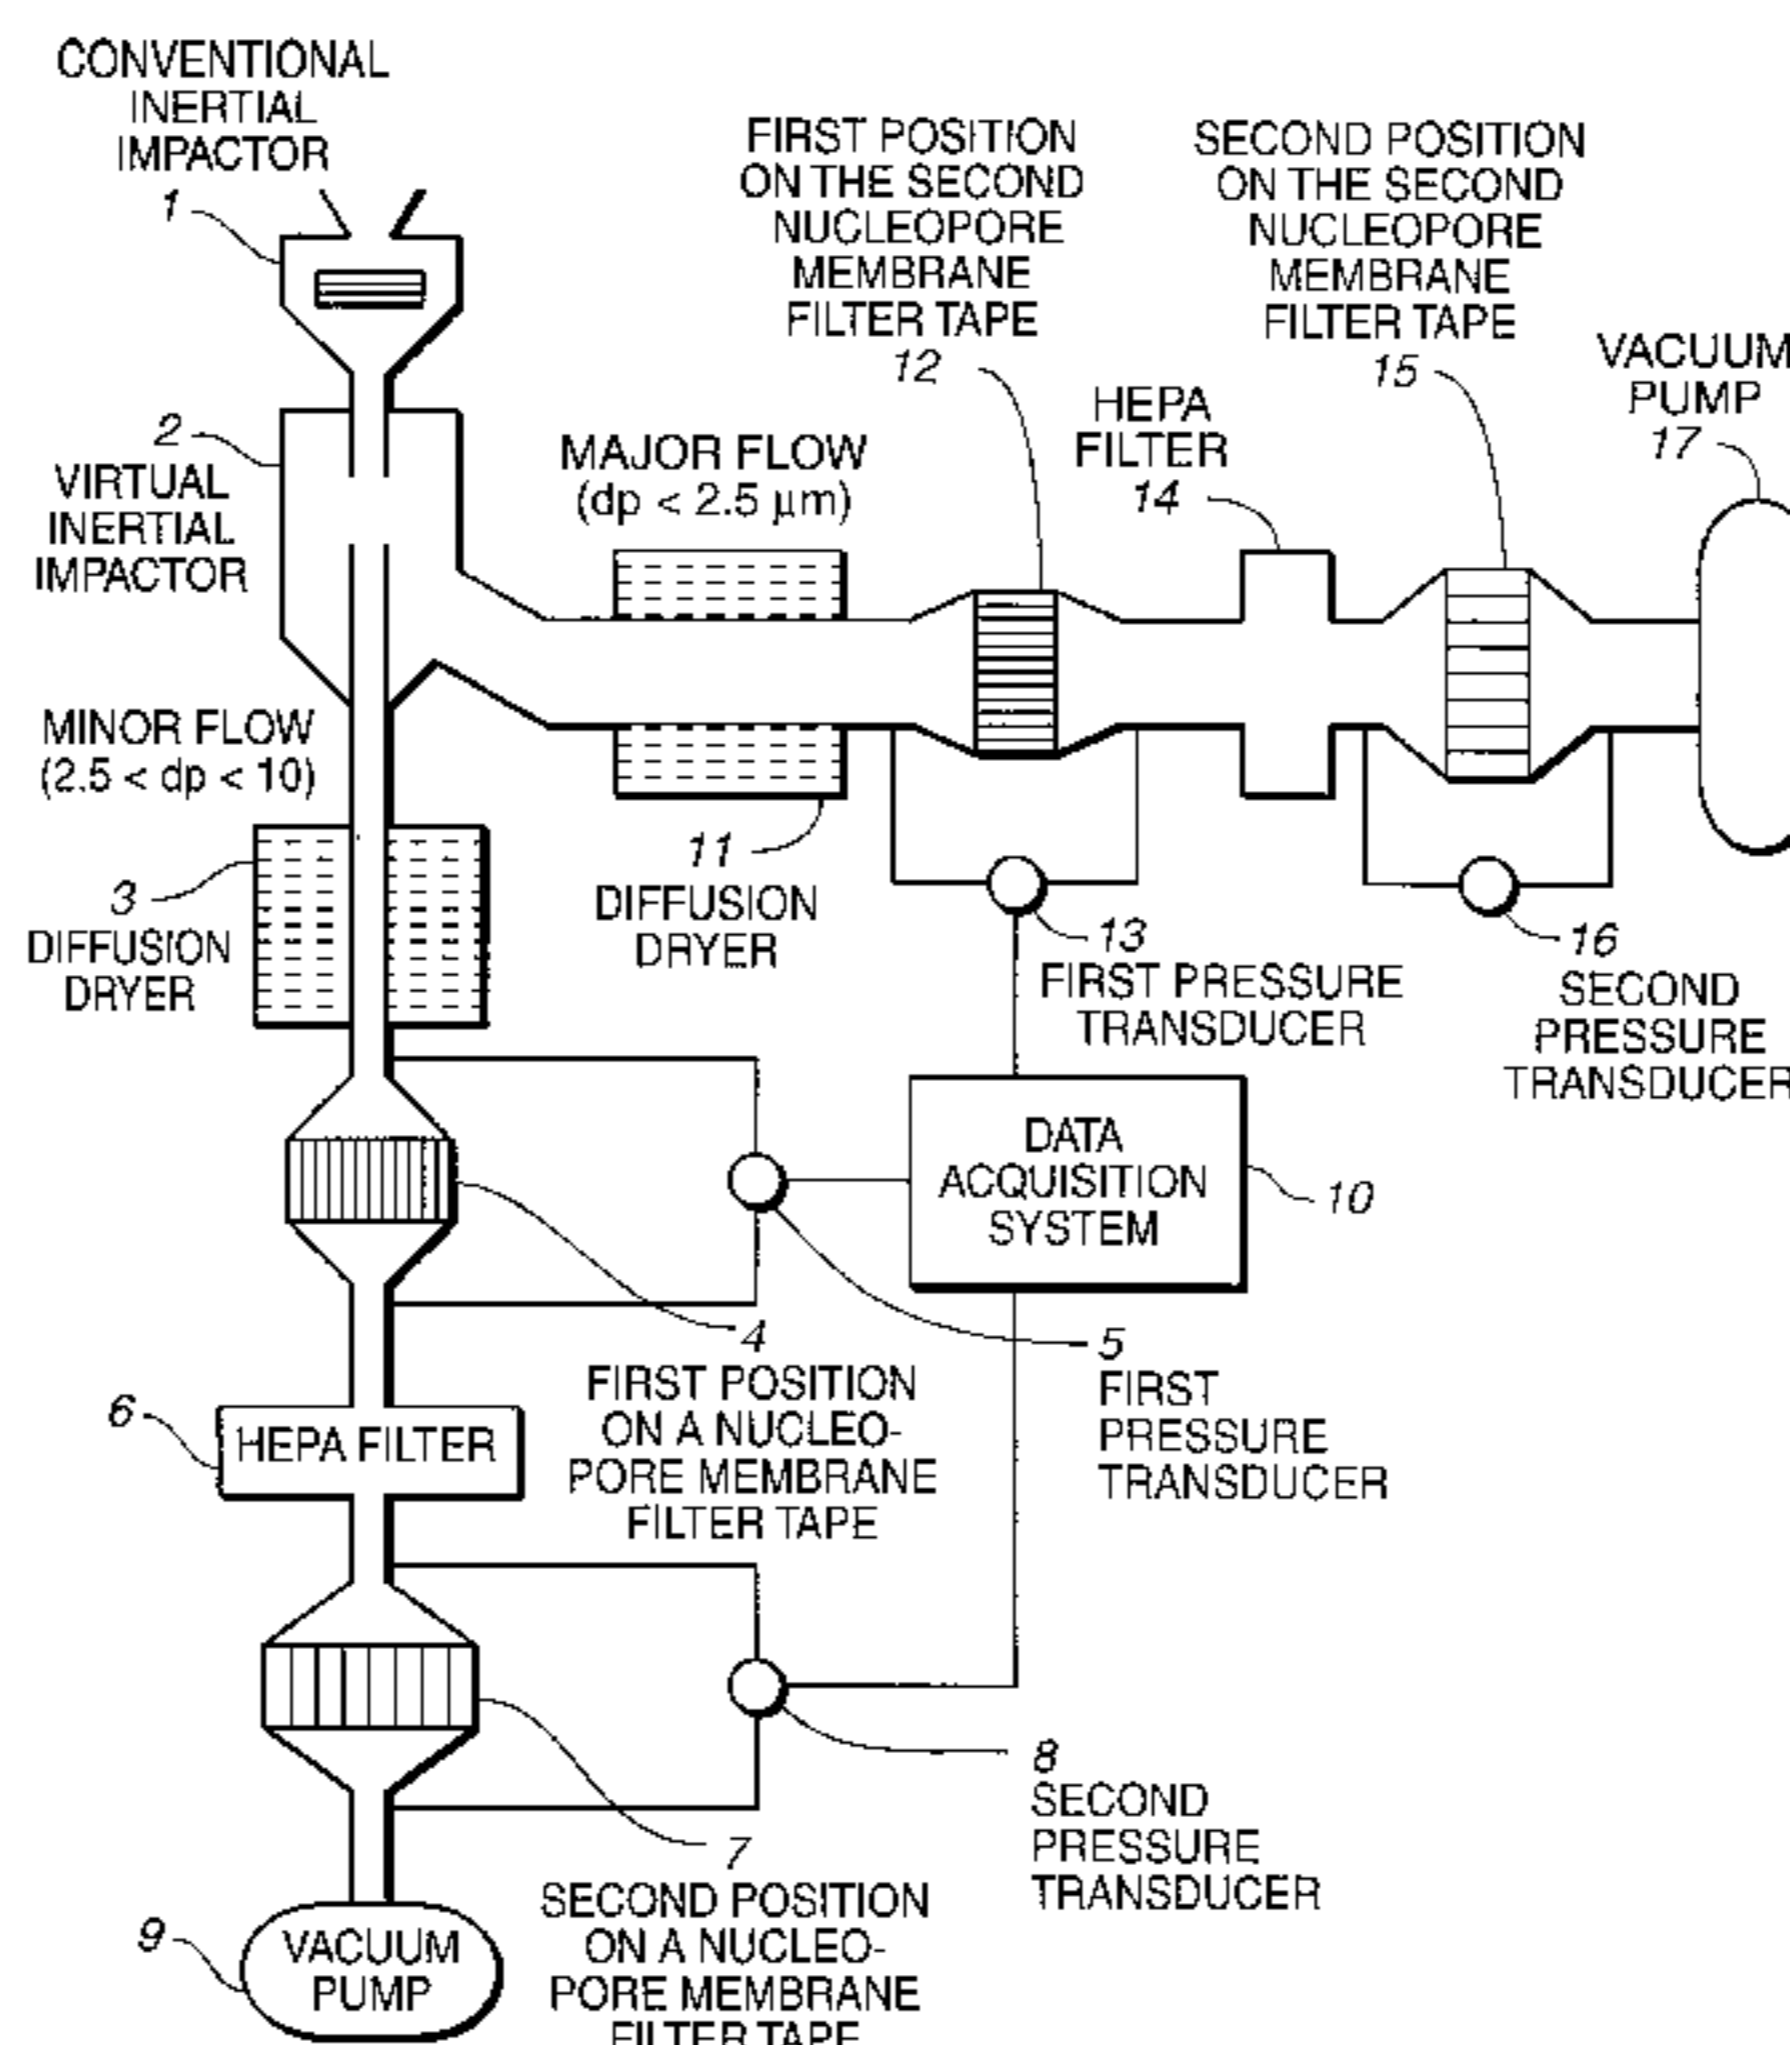 CONVENTIONAL
INERTIAL
IMPACTOR
1
2
VIRTUAL
INERTIAL
IMPACTOR
MAJOR FLOW
(dp < 2.5 µm)
FIRST POSITION
ON THE SECOND
NUCLEOPORE
MEMBRANE
FILTER TAPE
12
HEPA
FILTER
14
SECOND POSITION
ON THE SECOND
NUCLEOPORE
MEMBRANE
FILTER TAPE
15
VACUUM
PUMP
17
MINOR FLOW
(2.5 < dp < 10)
3
DIFFUSION
DRYER
11
DIFFUSION
DRYER
13
FIRST PRESSURE
TRANSDUCER
16
SECOND
PRESSURE
TRANSDUCER
DATA
ACQUISITION
SYSTEM
10
4
FIRST POSITION
ON A NUCLEO-
PORE MEMBRANE
FILTER TAPE
5
FIRST
PRESSURE
TRANSDUCER
6
HEPA FILTER
7
SECOND POSITION
ON A NUCLEO-
PORE MEMBRANE
FILTER TAPE
8
SECOND
PRESSURE
TRANSDUCER
9
VACUUM
PUMP